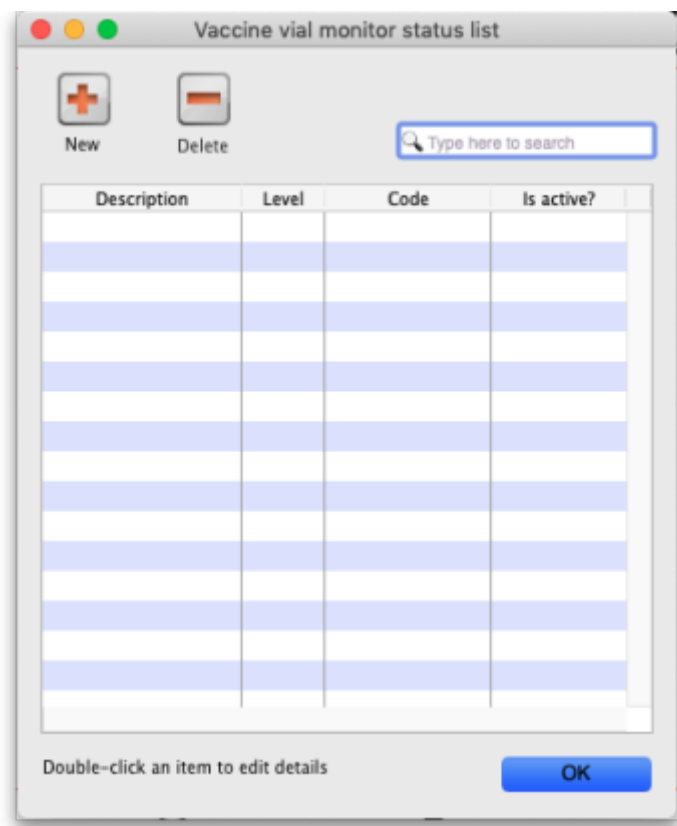 Vaccine vial monitor status list
New Delete
Type here to search
Description Level Code Is active?
Double-click an item to edit details
OK